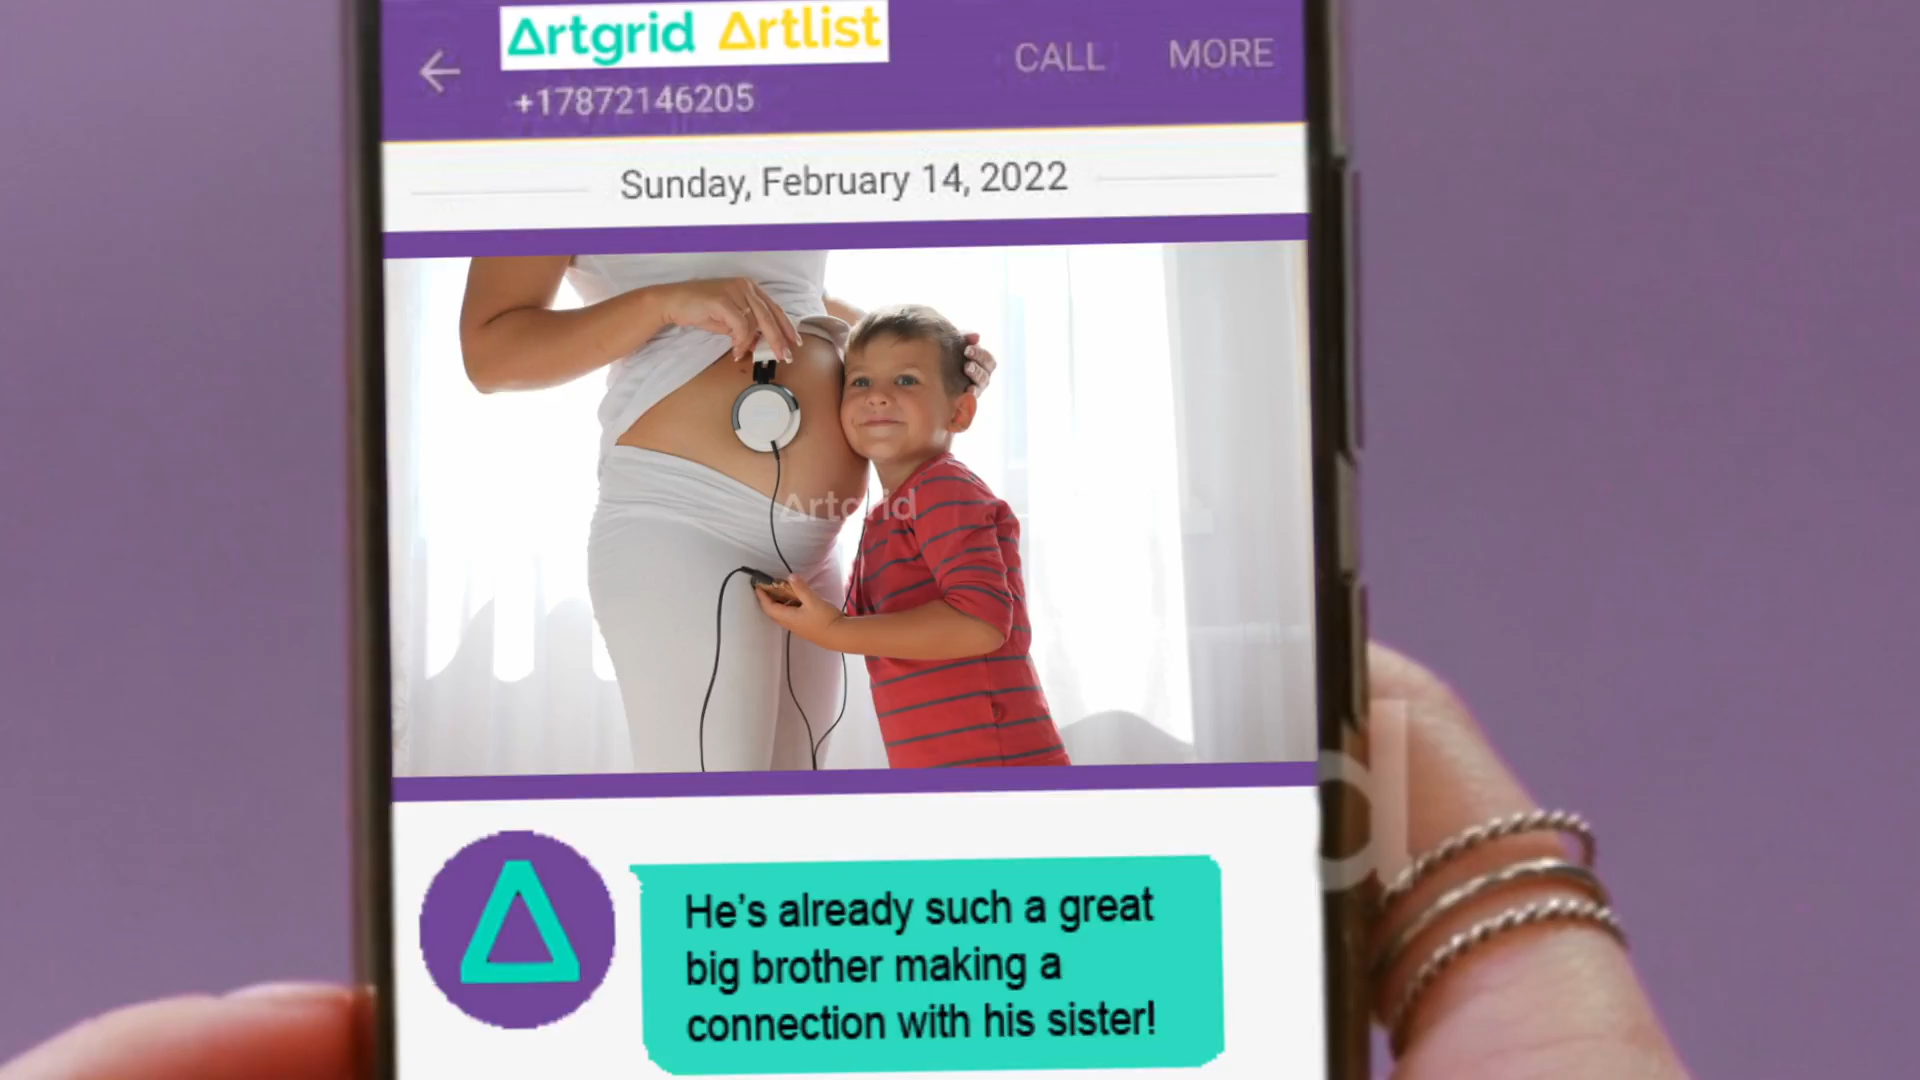 Artgrid Artlist
CALL MORE
+17872146205
Sunday, February 14, 2022
Artgrid
He's already such a great
big brother making a
connection with his sister!
d